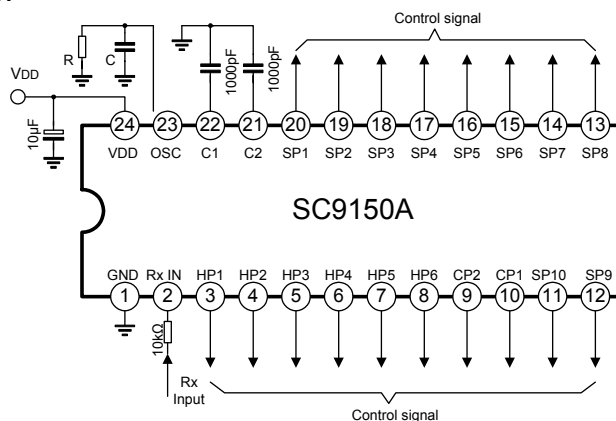 Control signal
R
C
1000pF
1000pF
VDD
10µF
24 23 22 21 20 19 18 17 16 15 14 13
VDD OSC C1 C2 SP1 SP2 SP3 SP4 SP5 SP6 SP7 SP8
SC9150A
GND Rx IN HP1 HP2 HP3 HP4 HP5 HP6 CP2 CP1 SP10 SP9
1 2 3 4 5 6 7 8 9 10 11 12
10kΩ
Rx
Input
Control signal